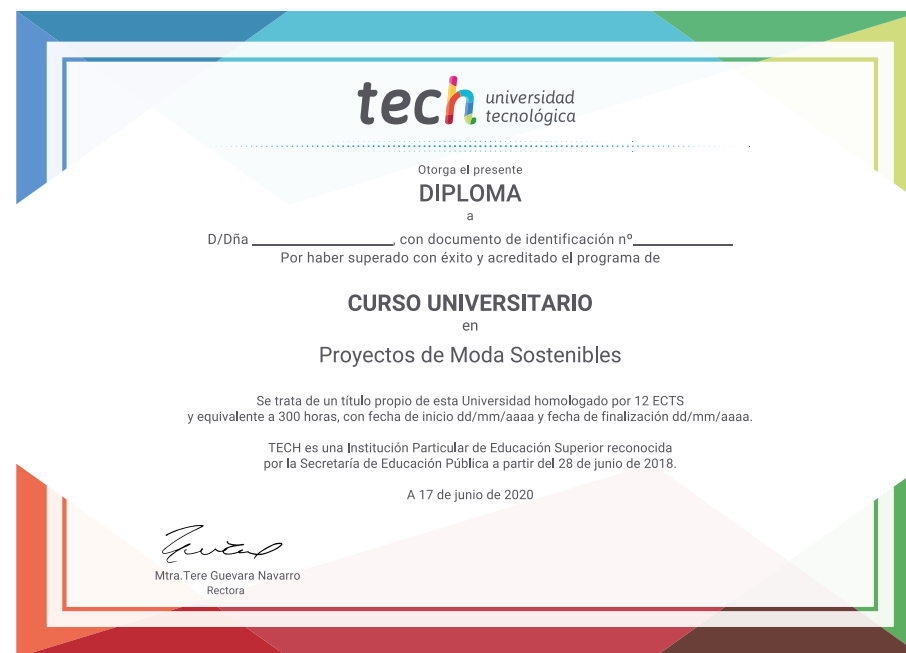 tech universidad
tecnológica
Otorga el presente
DIPLOMA
a
D/Dña ____________________, con documento de identificación nº______________
Por haber superado con éxito y acreditado el programa de
CURSO UNIVERSITARIO
en
Proyectos de Moda Sostenibles
Se trata de un título propio de esta Universidad homologado por 12 ECTS
y equivalente a 300 horas, con fecha de inicio dd/mm/aaaa y fecha de finalización dd/mm/aaaa.
TECH es una Institución Particular de Educación Superior reconocida
por la Secretaría de Educación Pública a partir del 28 de junio de 2018.
A 17 de junio de 2020
Mtra.Tere Guevara Navarro
Rectora